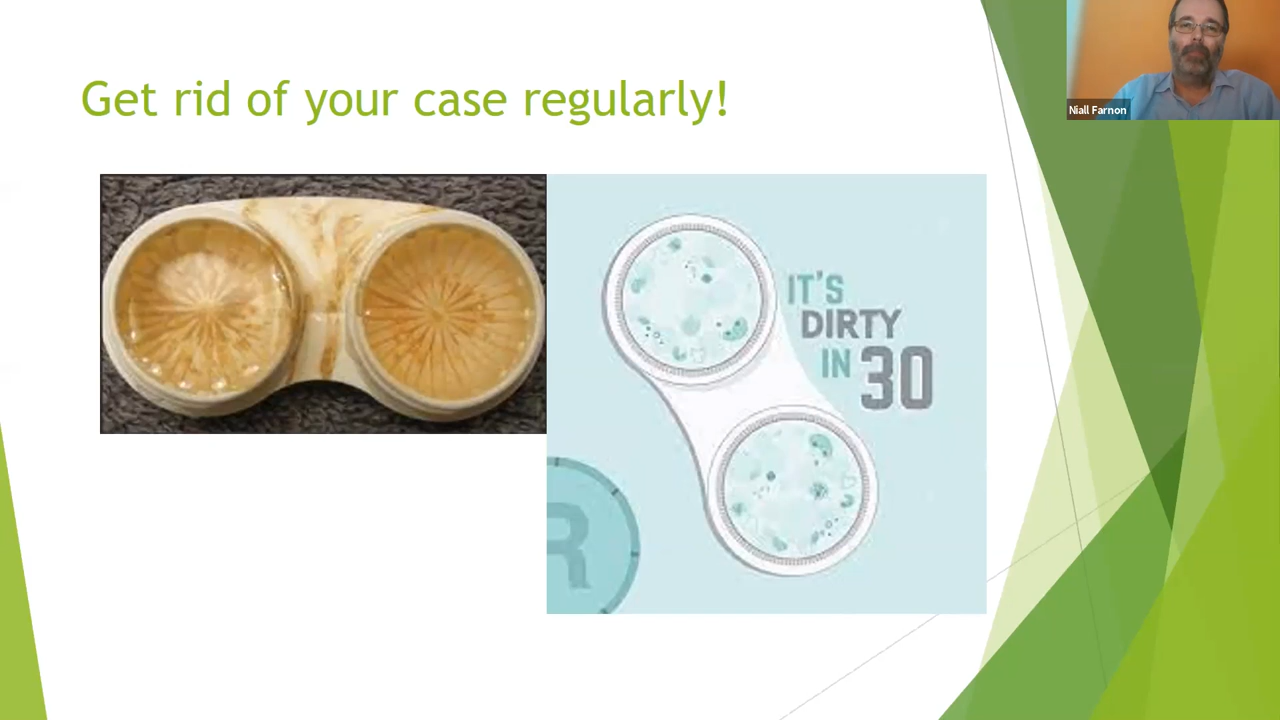 Get rid of your case regularly!
Niall Farnon
IT'S
DIRTY
IN 30
R